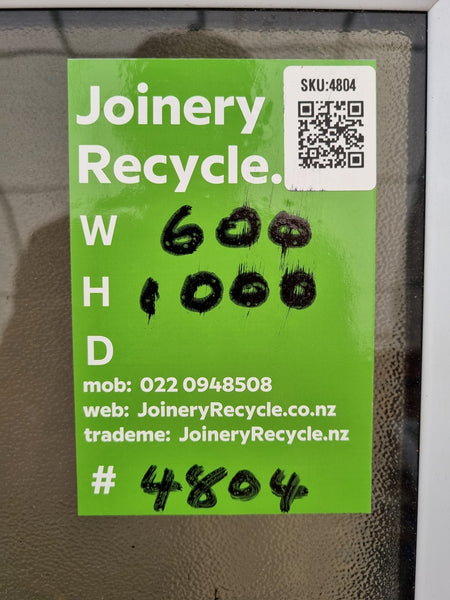 SKU:4804
Joinery
Recycle.
W 600
H 1000
D
mob: 022 0948508
web: JoineryRecycle.co.nz
trademe: JoineryRecycle.nz
# 4804